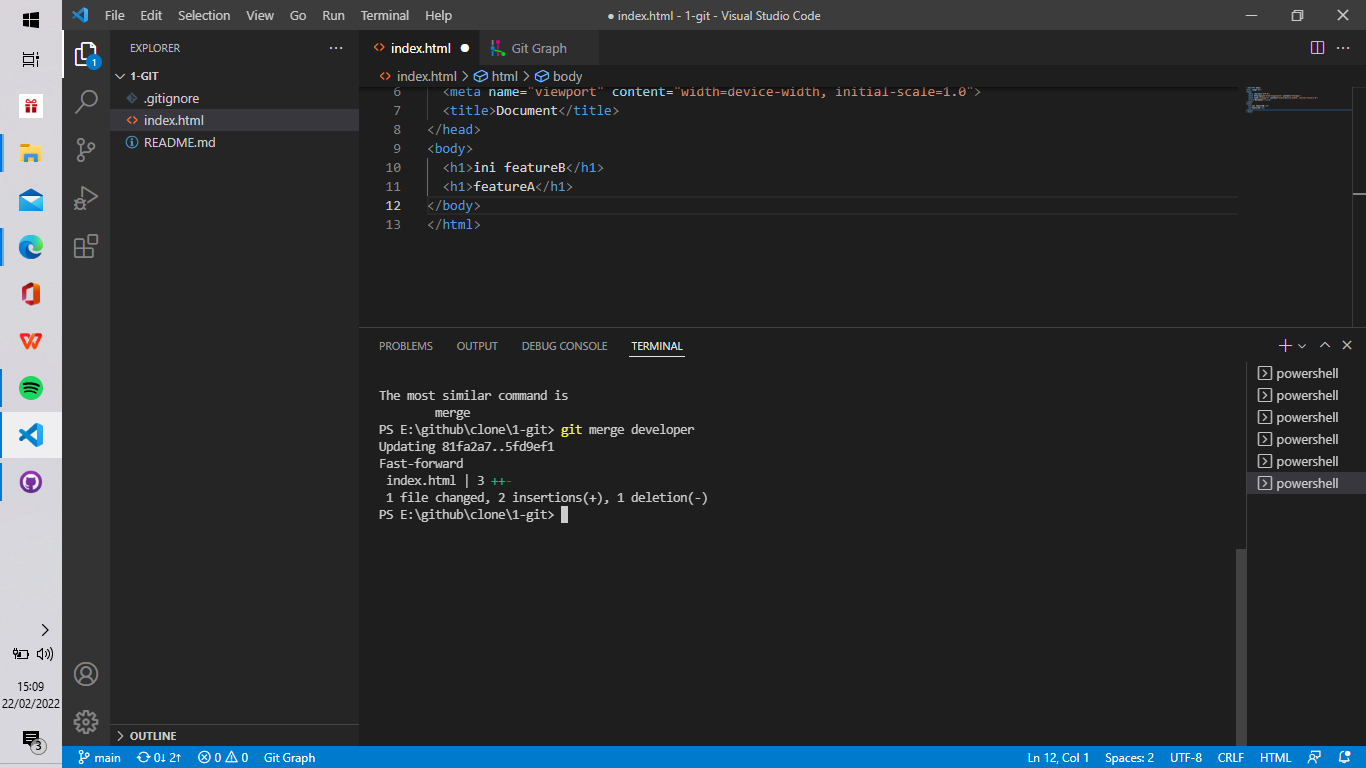 File Edit Selection View Go Run Terminal Help
● index.html - 1-git - Visual Studio Code
EXPLORER
1-GIT
.gitignore
index.html
README.md
OUTLINE
index.html ● Git Graph
index.html > html > body
6 <meta name="viewport" content="width=device-width, initial-scale=1.0">
7 <title>Document</title>
8 </head>
9 <body>
10 <h1>ini featureB</h1>
11 <h1>featureA</h1>
12 </body>
13 </html>
PROBLEMS OUTPUT DEBUG CONSOLE TERMINAL
The most similar command is
merge
PS E:\github\clone\1-git> git merge developer
Updating 81fa2a7..5fd9ef1
Fast-forward
index.html | 3 ++-
1 file changed, 2 insertions(+), 1 deletion(-)
PS E:\github\clone\1-git>
powershell
powershell
powershell
powershell
powershell
powershell
1
15:09
22/02/2022
3
main 0↓ 2↑ 0 0 Git Graph
Ln 12, Col 1 Spaces: 2 UTF-8 CRLF HTML